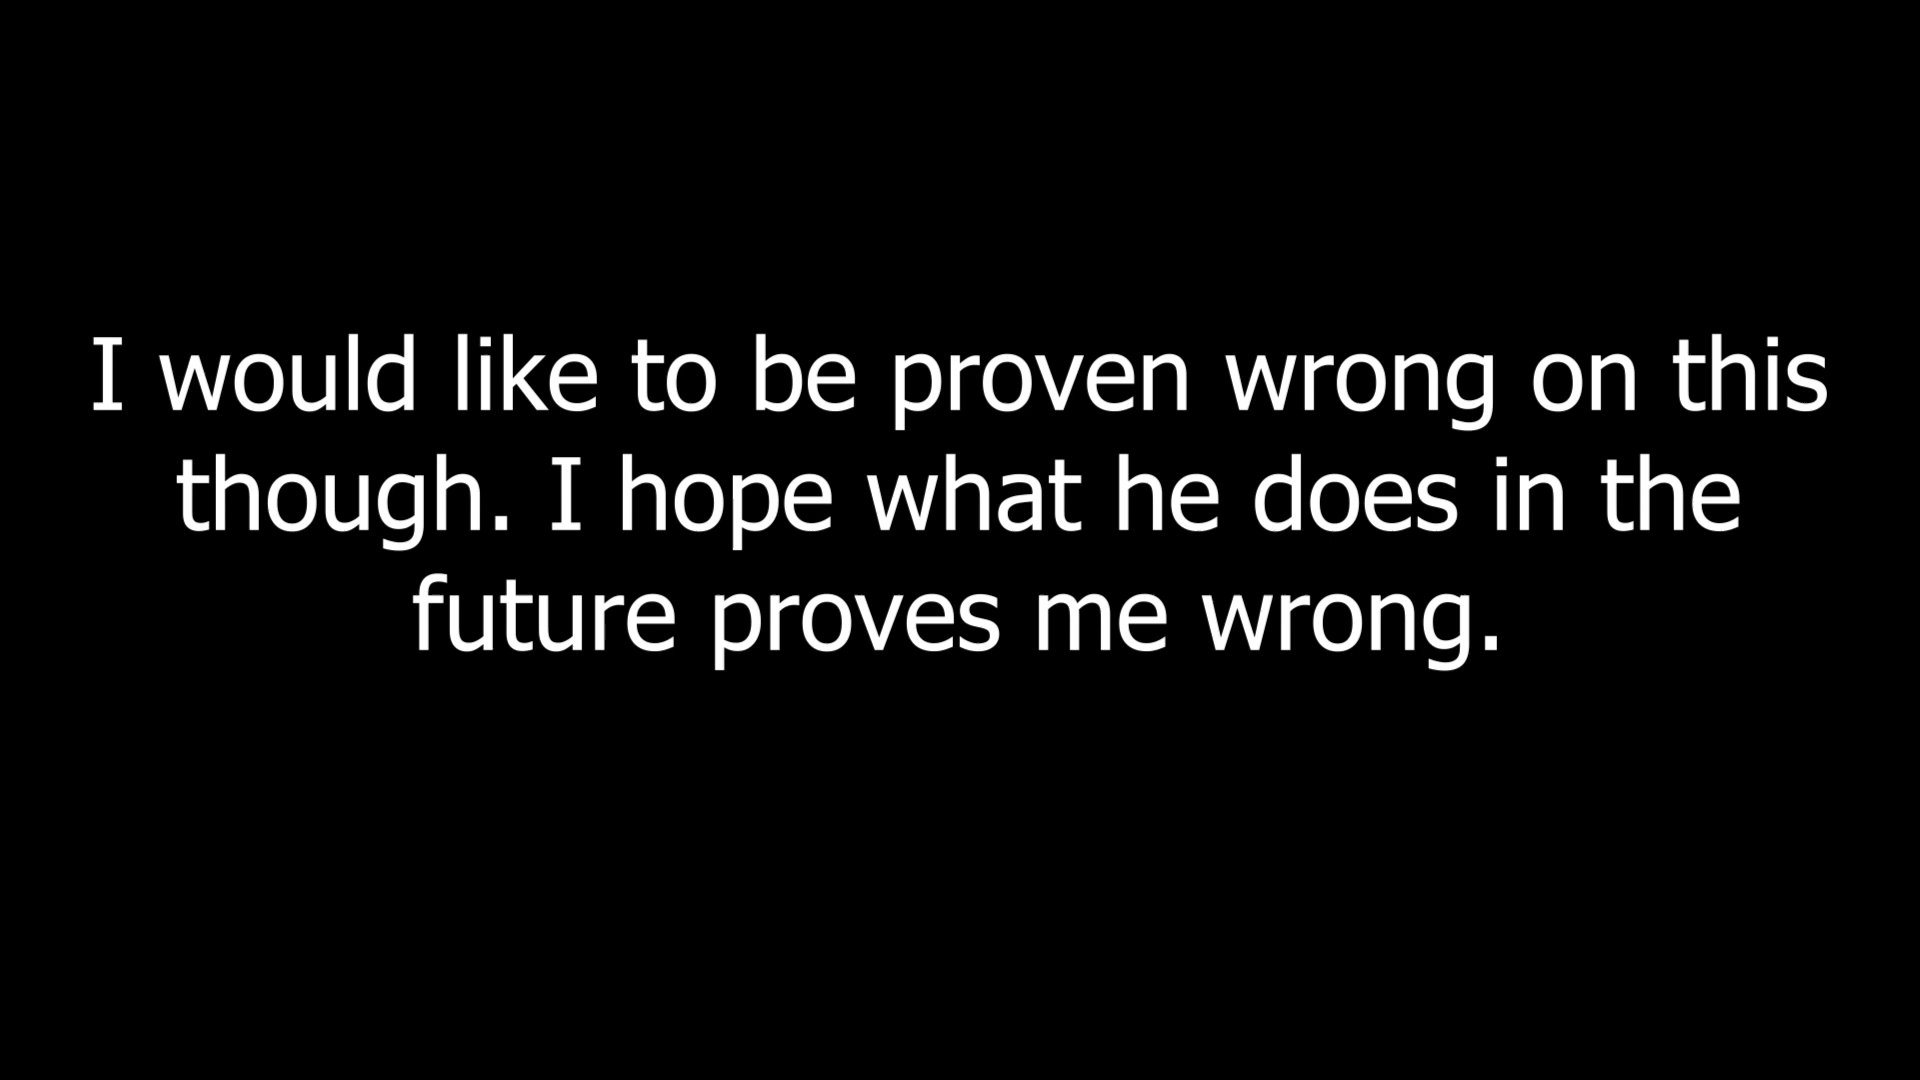 I would like to be proven wrong on this
though. I hope what he does in the
future proves me wrong.